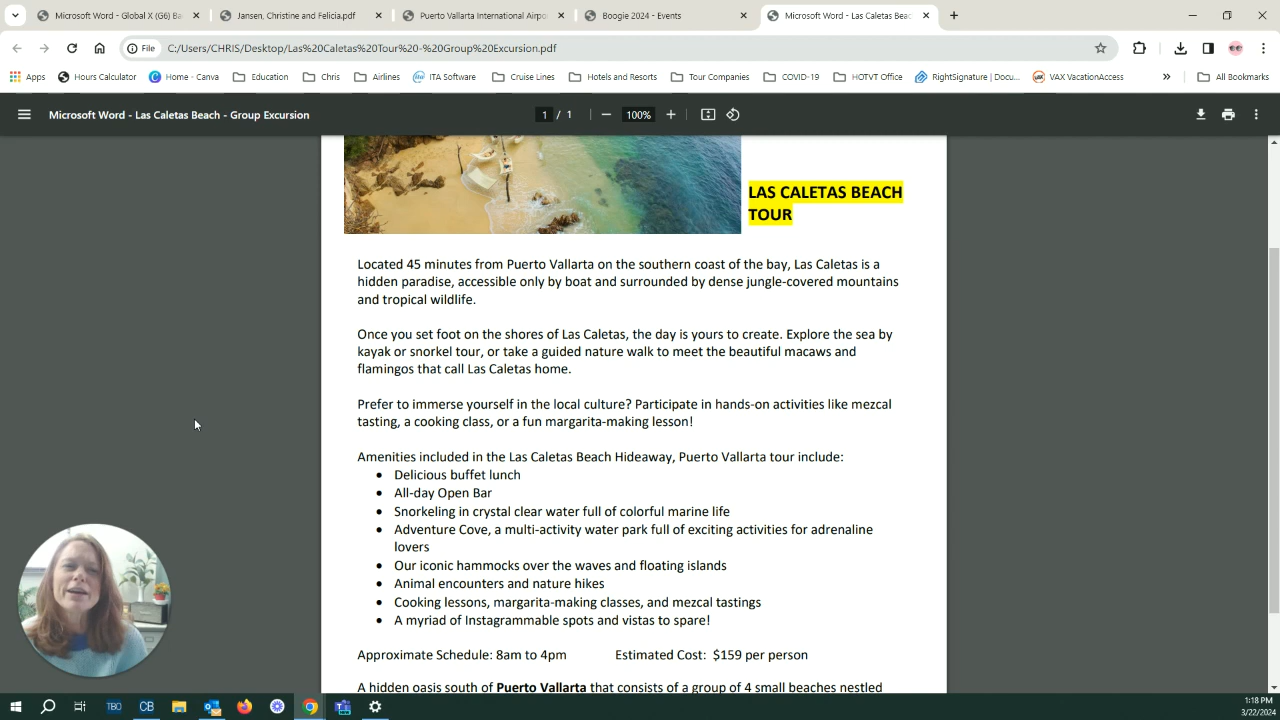 Microsoft Word - Global X (G6) Ba
Jansen, Christine and Felicia.pdf
Puerto Vallarta International Airpo
Boogie 2024 - Events
Microsoft Word - Las Caletas Beac
File
C:/Users/CHRIS/Desktop/Las%20Caletas%20Tour%20-%20Group%20Excursion.pdf
Apps
Hours Calculator
Home - Canva
Education
Chris
Airlines
ITA Software
Cruise Lines
Hotels and Resorts
Tour Companies
COVID-19
HOTVT Office
RightSignature | Docu...
VAX VacationAccess
»
All Bookmarks
Microsoft Word - Las Caletas Beach - Group Excursion
1 / 1
100%
LAS CALETAS BEACH
TOUR
Located 45 minutes from Puerto Vallarta on the southern coast of the bay, Las Caletas is a
hidden paradise, accessible only by boat and surrounded by dense jungle-covered mountains
and tropical wildlife.
Once you set foot on the shores of Las Caletas, the day is yours to create. Explore the sea by
kayak or snorkel tour, or take a guided nature walk to meet the beautiful macaws and
flamingos that call Las Caletas home.
Prefer to immerse yourself in the local culture? Participate in hands-on activities like mezcal
tasting, a cooking class, or a fun margarita-making lesson!
Amenities included in the Las Caletas Beach Hideaway, Puerto Vallarta tour include:
• Delicious buffet lunch
• All-day Open Bar
• Snorkeling in crystal clear water full of colorful marine life
• Adventure Cove, a multi-activity water park full of exciting activities for adrenaline
lovers
• Our iconic hammocks over the waves and floating islands
• Animal encounters and nature hikes
• Cooking lessons, margarita-making classes, and mezcal tastings
• A myriad of Instagrammable spots and vistas to spare!
Approximate Schedule: 8am to 4pm Estimated Cost: $159 per person
A hidden oasis south of Puerto Vallarta that consists of a group of 4 small beaches nestled
TBO
CB
1:18 PM
3/22/2024